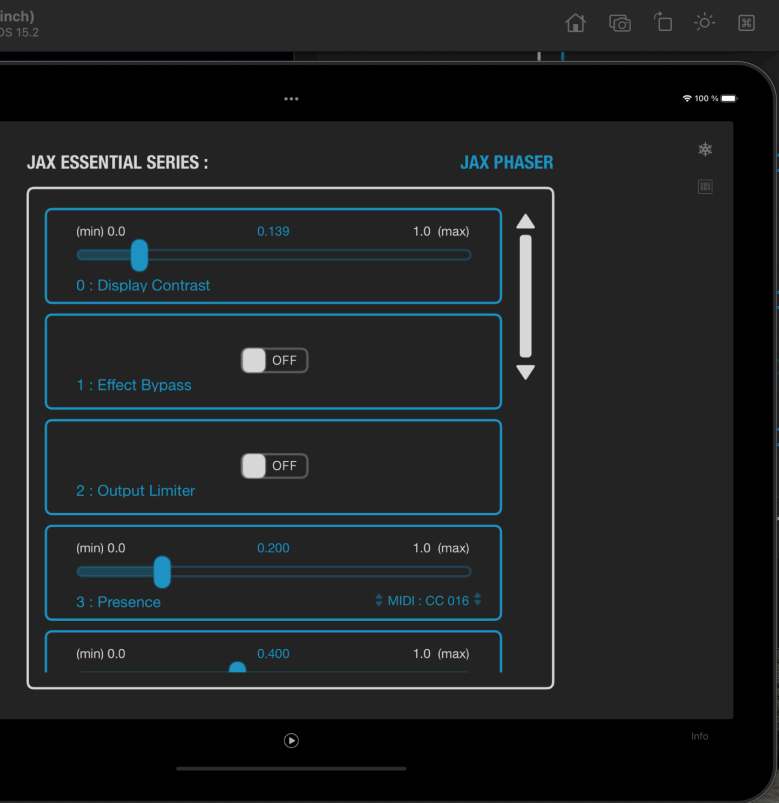 inch)
OS 15.2
100 %
JAX ESSENTIAL SERIES :
JAX PHASER
(min) 0.0
0.139
1.0 (max)
0 : Display Contrast
OFF
1 : Effect Bypass
OFF
2 : Output Limiter
(min) 0.0
0.200
1.0 (max)
3 : Presence
MIDI : CC 016
(min) 0.0
0.400
1.0 (max)
Info